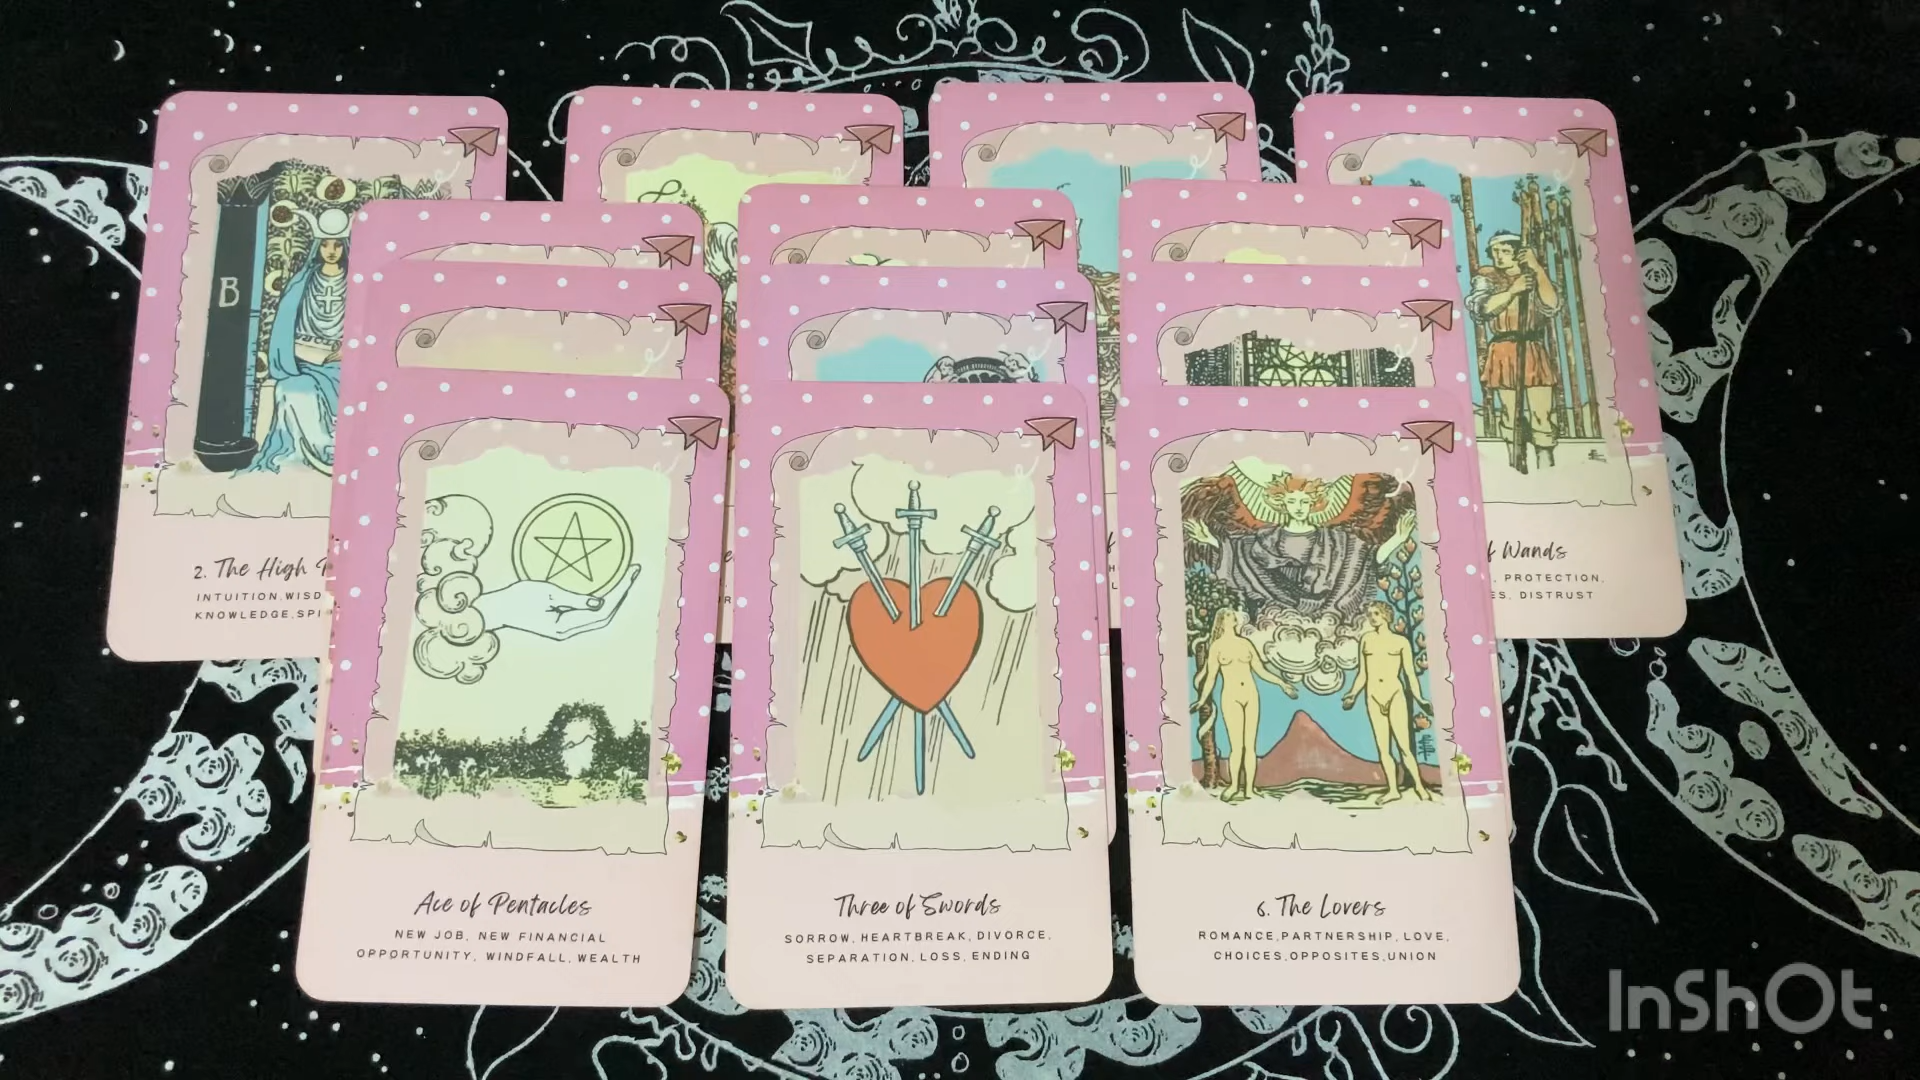 B
2. The High
INTUITION, WISD
KNOWLEDGE, SPI
f Wands
, PROTECTION,
ES, DISTRUST
Ace of Pentacles
NEW JOB, NEW FINANCIAL
OPPORTUNITY, WINDFALL, WEALTH
Three of Swords
SORROW, HEARTBREAK, DIVORCE,
SEPARATION, LOSS, ENDING
6. The Lovers
ROMANCE, PARTNERSHIP, LOVE,
CHOICES, OPPOSITES, UNION
InShOt